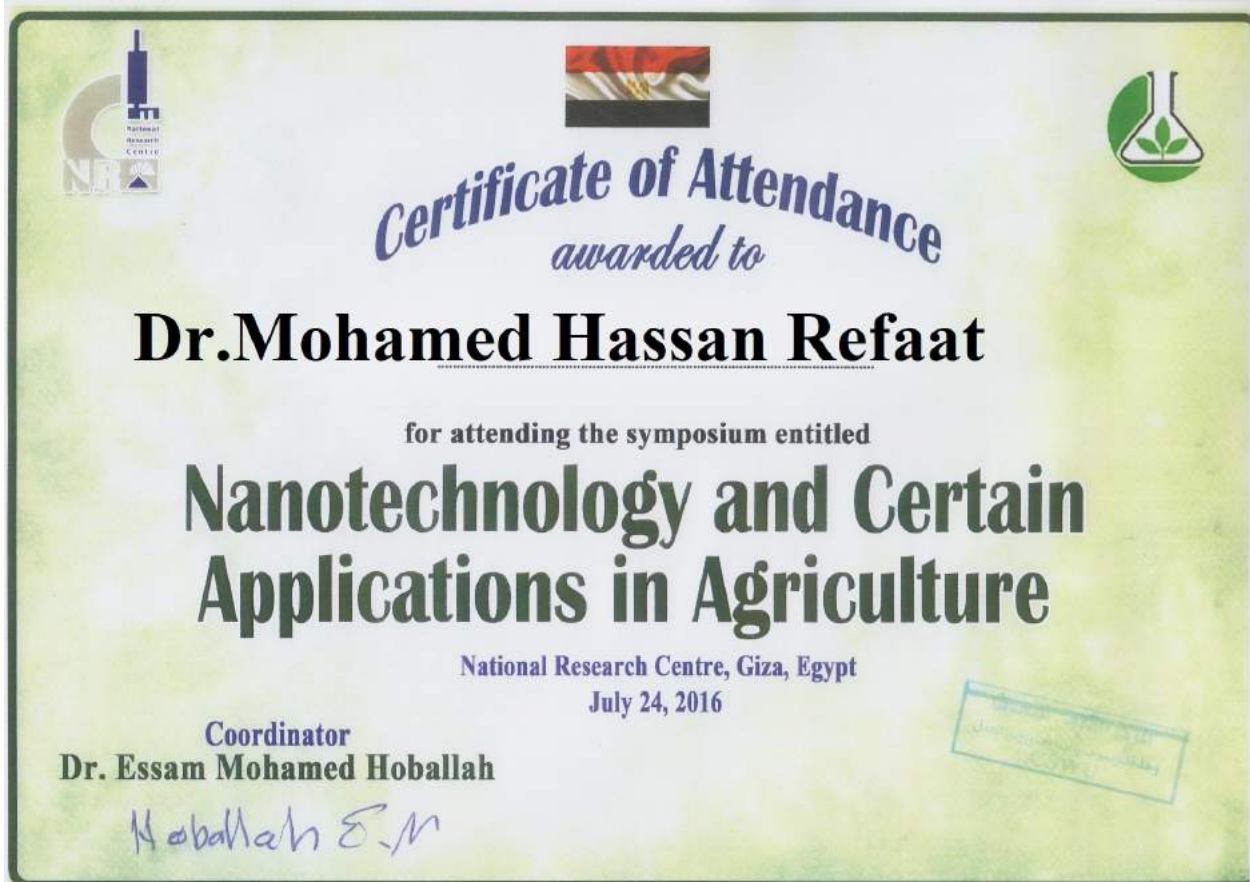 National
Research
Centre
NRC
Certificate of Attendance
awarded to
Dr.Mohamed Hassan Refaat
for attending the symposium entitled
Nanotechnology and Certain
Applications in Agriculture
National Research Centre, Giza, Egypt
July 24, 2016
Coordinator
Dr. Essam Mohamed Hoballah
Hoballah E.M